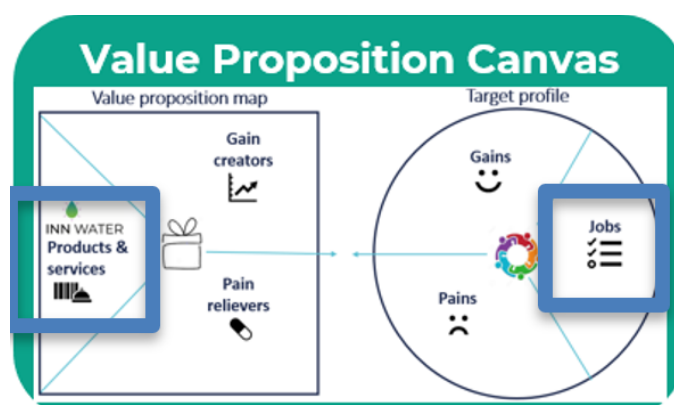 Value Proposition Canvas
Value proposition map
Target profile
Gain
creators
INN WATER
Products &
services
Pain
relievers
Gains
Jobs
Pains